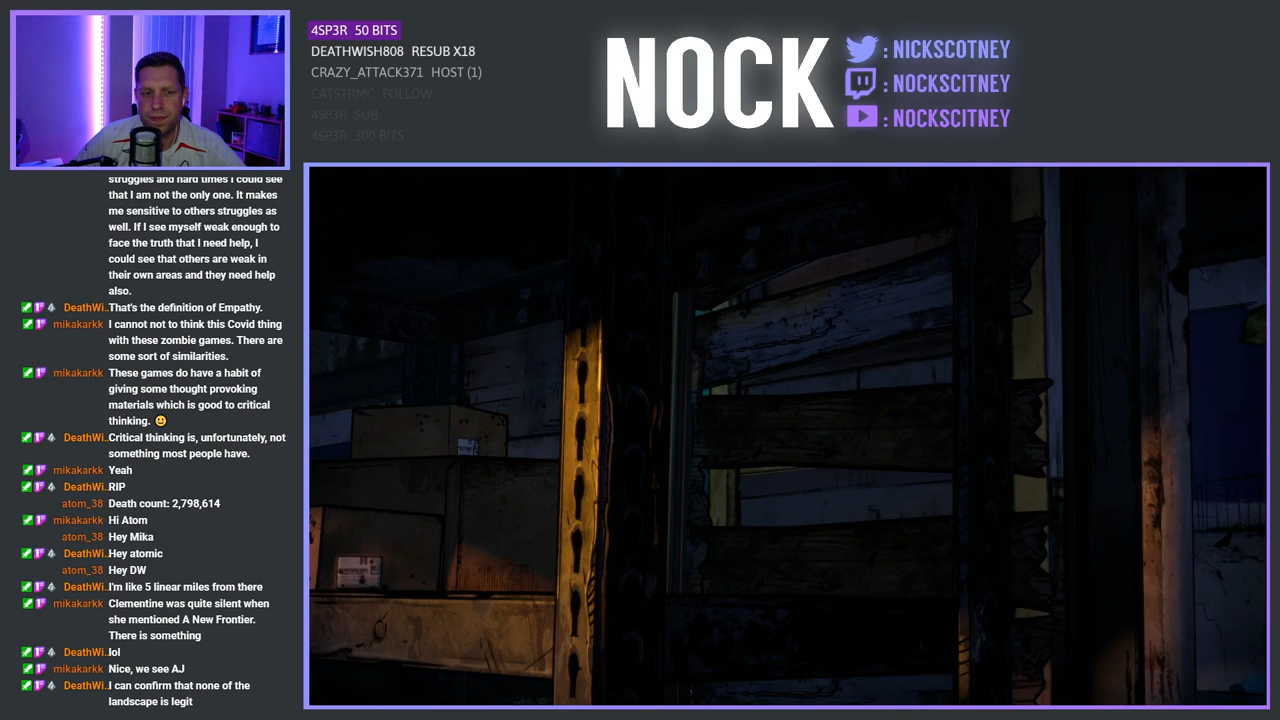 4SP3R 50 BITS
DEATHWISH808 RESUB X18
CRAZY_ATTACK371 HOST (1)
CATSTRMC FOLLOW
4SP3R SUB
4SP3R 300 BITS
NOCK
: NICKSCOTNEY
: NOCKSCITNEY
: NOCKSCITNEY
struggles and hard times I could see
that I am not the only one. It makes
me sensitive to others struggles as
well. If I see myself weak enough to
face the truth that I need help, I
could see that others are weak in
their own areas and they need help
also.
DeathWi.. That's the definition of Empathy.
mikakarkk I cannot not to think this Covid thing
with these zombie games. There are
some sort of similarities.
mikakarkk These games do have a habit of
giving some thought provoking
materials which is good to critical
thinking. 😀
DeathWi.. Critical thinking is, unfortunately, not
something most people have.
mikakarkk Yeah
DeathWi.. RIP
atom_38 Death count: 2,798,614
mikakarkk Hi Atom
atom_38 Hey Mika
DeathWi.. Hey atomic
atom_38 Hey DW
DeathWi.. I'm like 5 linear miles from there
mikakarkk Clementine was quite silent when
she mentioned A New Frontier.
There is something
DeathWi.. lol
mikakarkk Nice, we see AJ
DeathWi.. I can confirm that none of the
landscape is legit